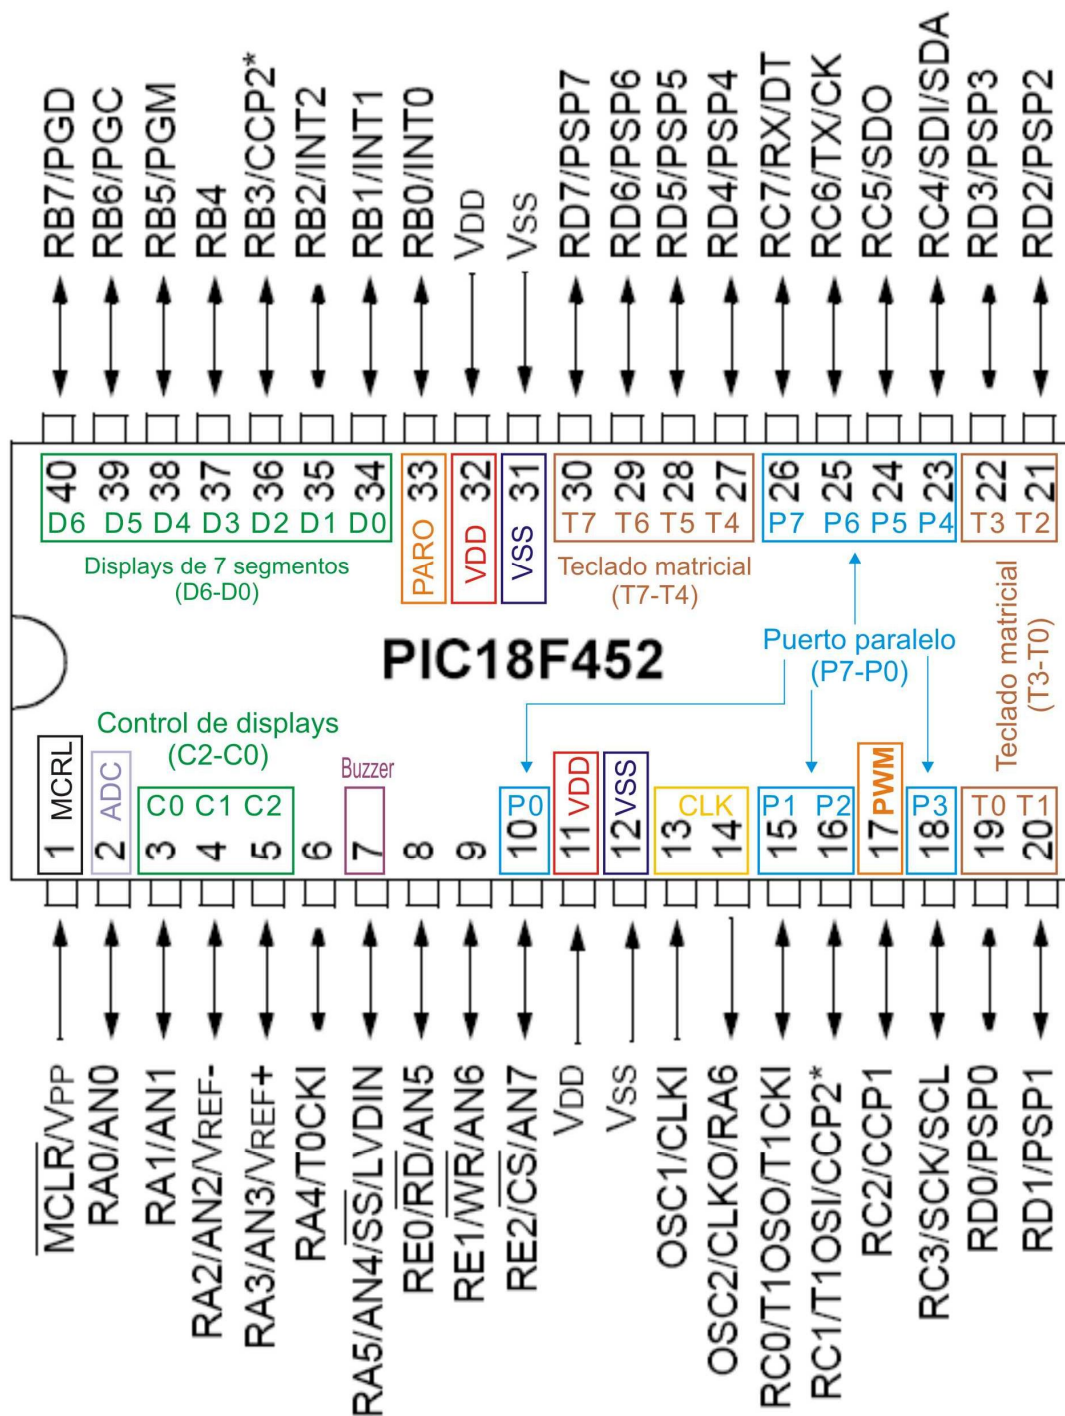 RB7/PGD
RB6/PGC
RB5/PGM
RB4
RB3/CCP2*
RB2/INT2
RB1/INT1
RB0/INT0
VDD
VSS
RD7/PSP7
RD6/PSP6
RD5/PSP5
RD4/PSP4
RC7/RX/DT
RC6/TX/CK
RC5/SDO
RC4/SDI/SDA
RD3/PSP3
RD2/PSP2
40 39 38 37 36 35 34 33 32 31 30 29 28 27 26 25 24 23 22 21
D6 D5 D4 D3 D2 D1 D0
PARO
VDD
VSS
T7 T6 T5 T4
P7 P6 P5 P4
T3 T2
Displays de 7 segmentos
(D6-D0)
Teclado matricial
(T7-T4)
PIC18F452
Puerto paralelo
(P7-P0)
Teclado matricial
(T3-T0)
Control de displays
(C2-C0)
Buzzer
MCRL
ADC
C0 C1 C2
P0
VDD
VSS
CLK
P1 P2
PWM
P3
T0 T1
1 2 3 4 5 6 7 8 9 10 11 12 13 14 15 16 17 18 19 20
MCLR/VPP
RA0/AN0
RA1/AN1
RA2/AN2/VREF-
RA3/AN3/VREF+
RA4/T0CKI
RA5/AN4/SS/LVDIN
RE0/RD/AN5
RE1/WR/AN6
RE2/CS/AN7
VDD
VSS
OSC1/CLKI
OSC2/CLKO/RA6
RC0/T1OSO/T1CKI
RC1/T1OSI/CCP2*
RC2/CCP1
RC3/SCK/SCL
RD0/PSP0
RD1/PSP1